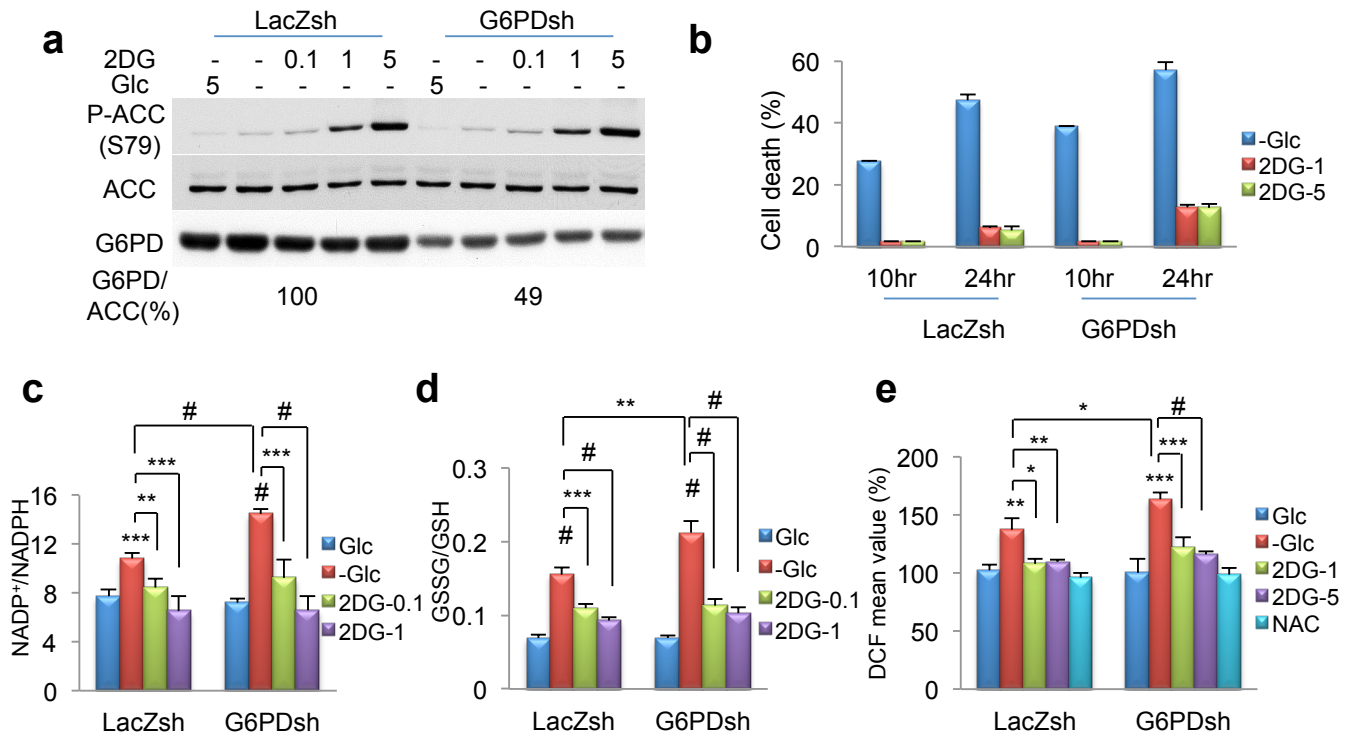 a
LacZsh G6PDsh
2DG - - 0.1 1 5 - - 0.1 1 5
Glc 5 - - - - 5 - - - -
P-ACC
(S79)
ACC
G6PD
G6PD/
ACC(%)
100 49
b
Cell death (%)
60
40
20
0
10hr 24hr 10hr 24hr
LacZsh G6PDsh
-Glc
2DG-1
2DG-5
c
# #
*** ***
** #
***
NADP⁺/NADPH
16
12
8
4
0
LacZsh G6PDsh
Glc
-Glc
2DG-0.1
2DG-1
d
** #
# #
*** #
#
GSSG/GSH
0.3
0.2
0.1
0
LacZsh G6PDsh
Glc
-Glc
2DG-0.1
2DG-1
e
* #
** ***
* ***
**
DCF mean value (%)
200
150
100
50
0
LacZsh G6PDsh
Glc
-Glc
2DG-1
2DG-5
NAC